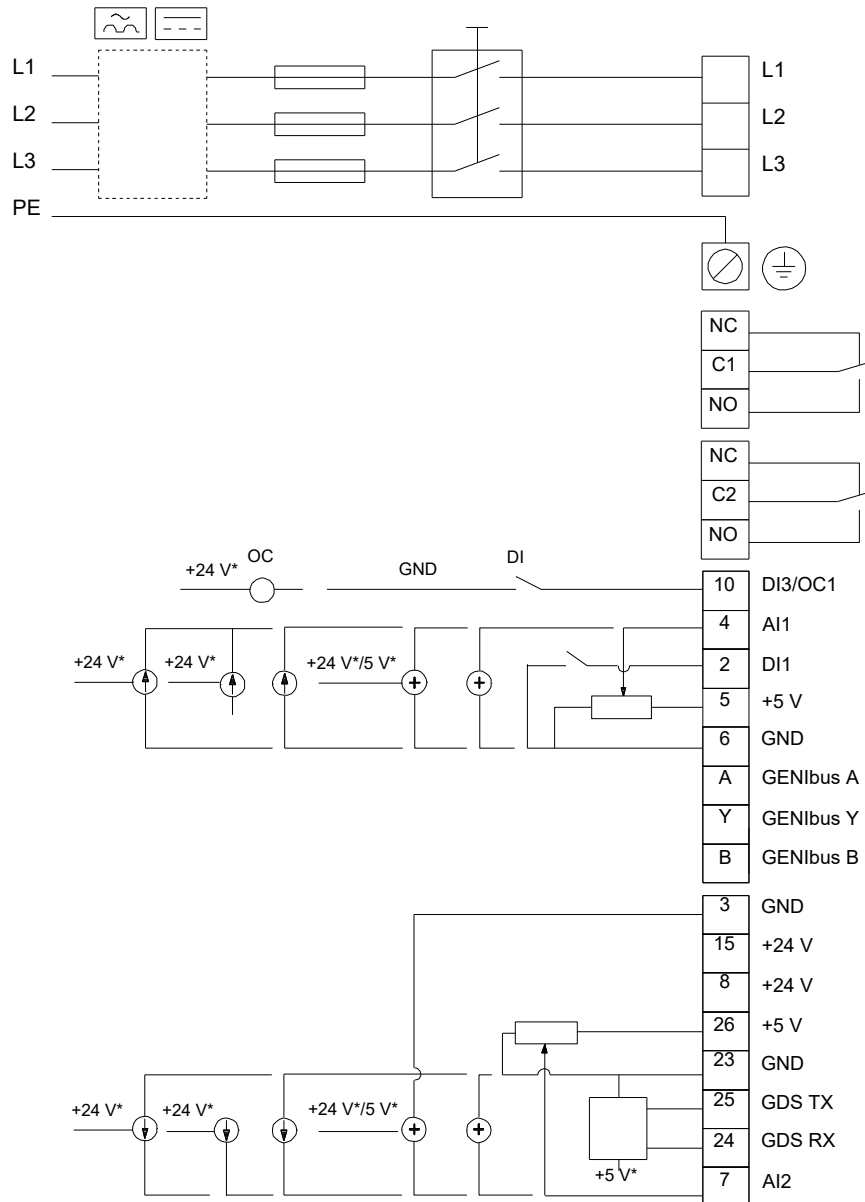 L1 L1
L2 L2
L3 L3
PE
NC
C1
NO
NC
C2
NO
+24 V* OC GND DI 10 DI3/OC1
4 AI1
+24 V* +24 V* +24 V*/5 V* 2 DI1
5 +5 V
6 GND
A GENIbus A
Y GENIbus Y
B GENIbus B
3 GND
15 +24 V
8 +24 V
26 +5 V
23 GND
+24 V* +24 V* +24 V*/5 V* 25 GDS TX
24 GDS RX
+5 V* 7 AI2